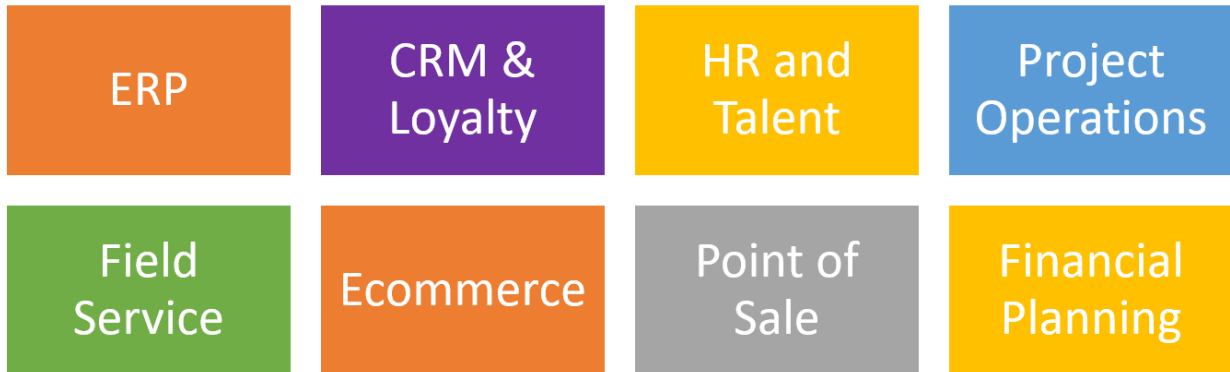 ERP
CRM &
Loyalty
HR and
Talent
Project
Operations
Field
Service
Ecommerce
Point of
Sale
Financial
Planning